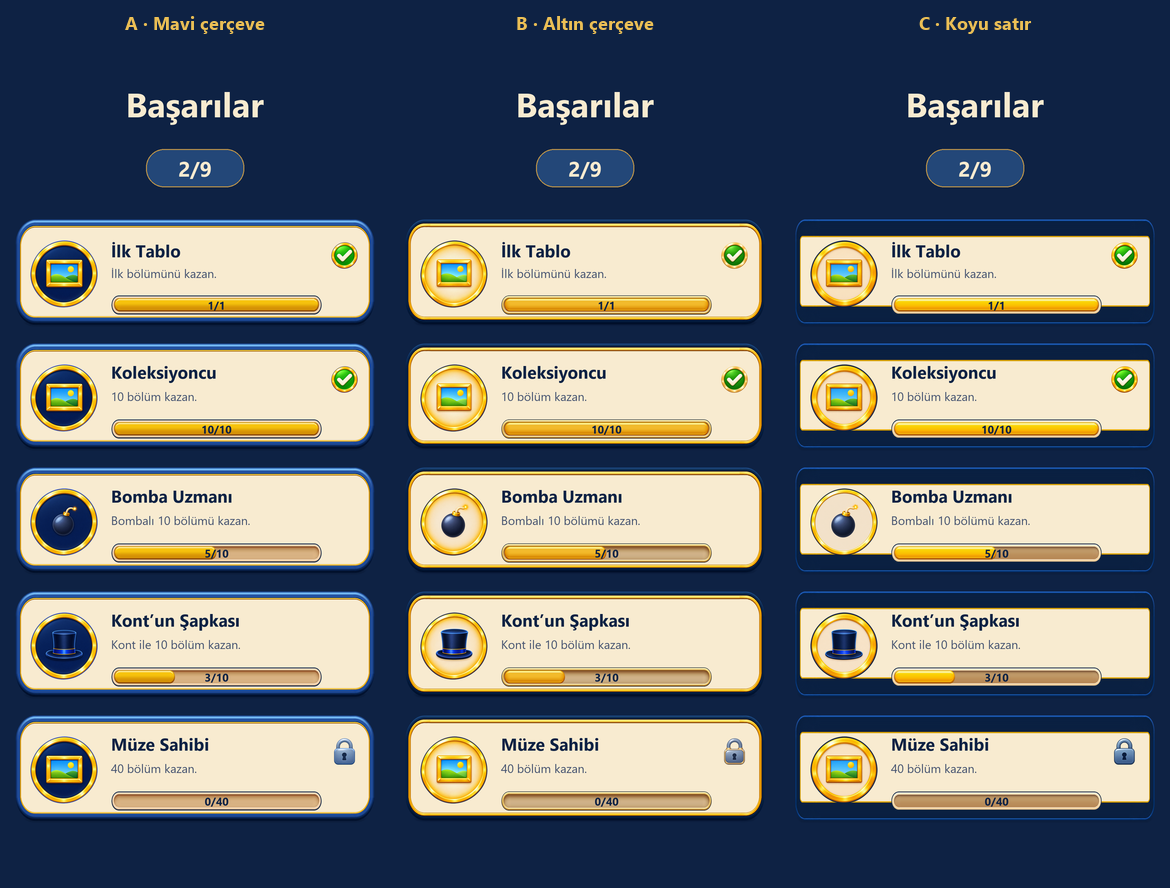 A · Mavi çerçeve
Başarılar
2/9
İlk Tablo
İlk bölümünü kazan.
1/1
Koleksiyoncu
10 bölüm kazan.
10/10
Bomba Uzmanı
Bombalı 10 bölümü kazan.
5/10
Kont’un Şapkası
Kont ile 10 bölüm kazan.
3/10
Müze Sahibi
40 bölüm kazan.
0/40
B · Altın çerçeve
Başarılar
2/9
İlk Tablo
İlk bölümünü kazan.
1/1
Koleksiyoncu
10 bölüm kazan.
10/10
Bomba Uzmanı
Bombalı 10 bölümü kazan.
5/10
Kont’un Şapkası
Kont ile 10 bölüm kazan.
3/10
Müze Sahibi
40 bölüm kazan.
0/40
C · Koyu satır
Başarılar
2/9
İlk Tablo
İlk bölümünü kazan.
1/1
Koleksiyoncu
10 bölüm kazan.
10/10
Bomba Uzmanı
Bombalı 10 bölümü kazan.
5/10
Kont’un Şapkası
Kont ile 10 bölüm kazan.
3/10
Müze Sahibi
40 bölüm kazan.
0/40